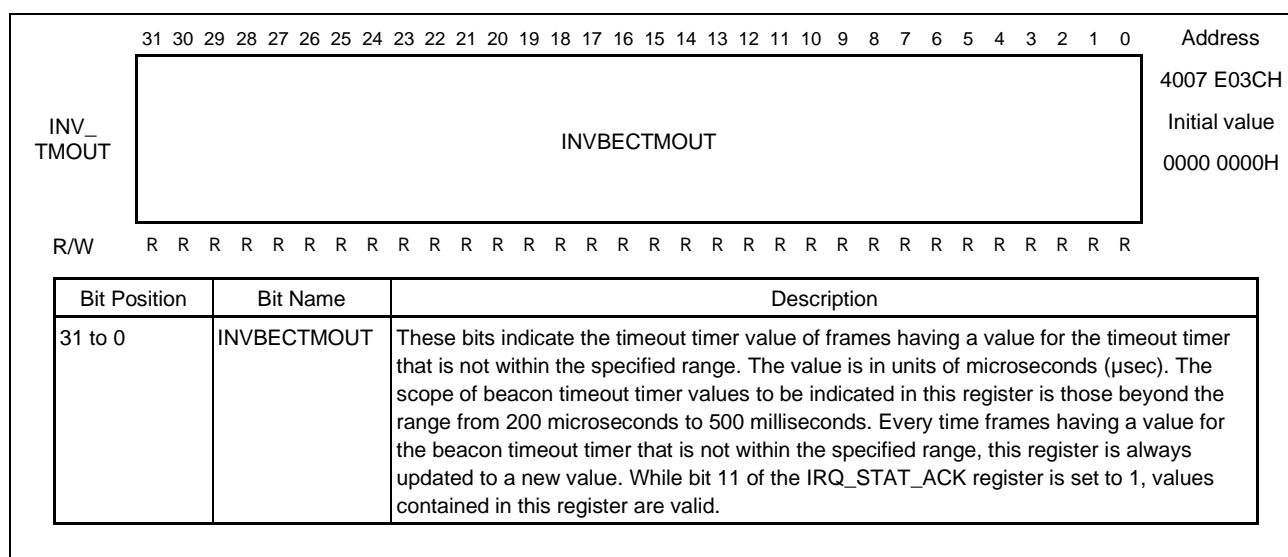 31 30 29 28 27 26 25 24 23 22 21 20 19 18 17 16 15 14 13 12 11 10 9 8 7 6 5 4 3 2 1 0 Address
4007 E03CH
INV_
TMOUT
INVBECTMOUT
Initial value
0000 0000H
R/W R R R R R R R R R R R R R R R R R R R R R R R R R R R R R R R R
Bit Position Bit Name Description
31 to 0 INVBECTMOUT These bits indicate the timeout timer value of frames having a value for the timeout timer
that is not within the specified range. The value is in units of microseconds (μsec). The
scope of beacon timeout timer values to be indicated in this register is those beyond the
range from 200 microseconds to 500 milliseconds. Every time frames having a value for
the beacon timeout timer that is not within the specified range, this register is always
updated to a new value. While bit 11 of the IRQ_STAT_ACK register is set to 1, values
contained in this register are valid.